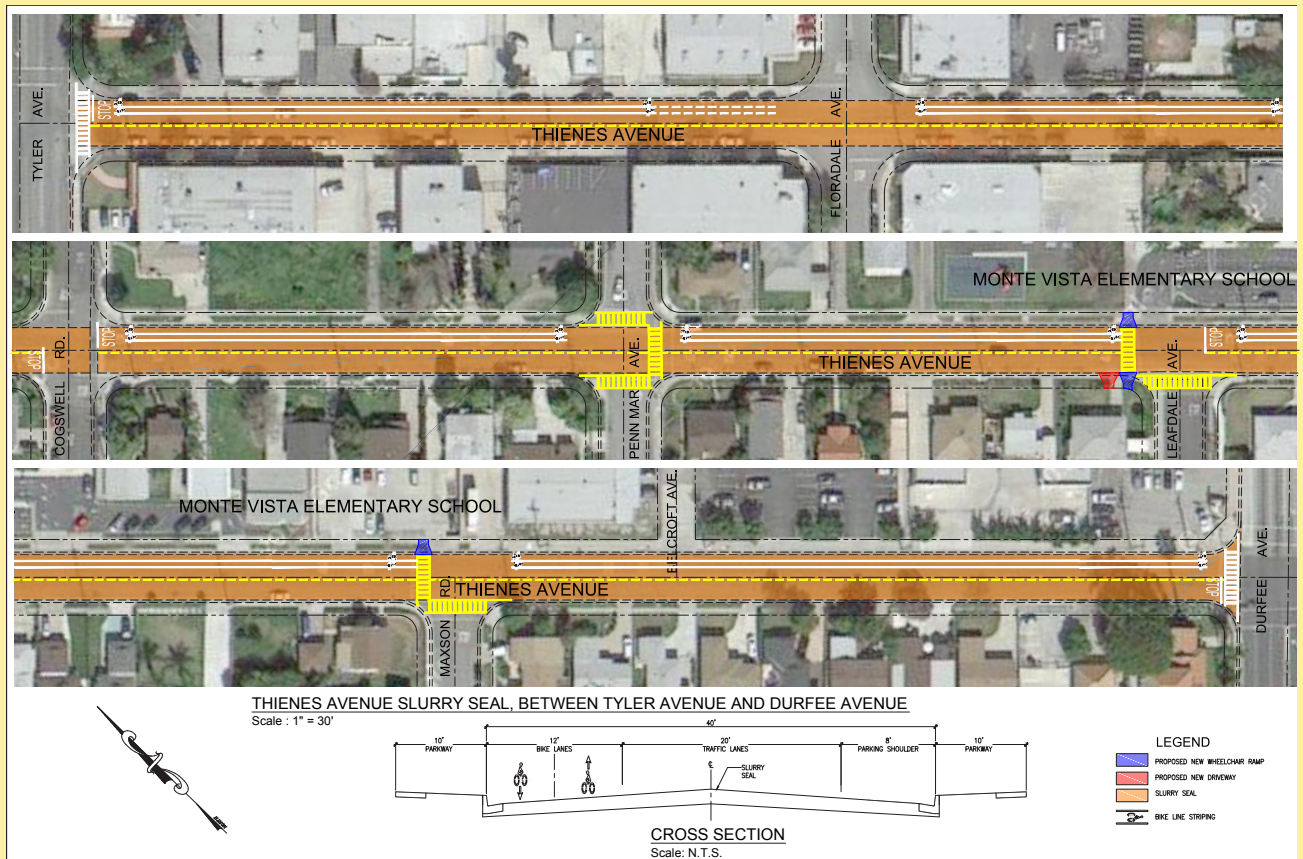 TYLER AVE.
STOP
THIENES AVENUE
FLORADALE AVE.
STOP
COGSWELL RD.
STOP
PENN MAR AVE.
THIENES AVENUE
MONTE VISTA ELEMENTARY SCHOOL
LEAFDALE AVE.
STOP
MONTE VISTA ELEMENTARY SCHOOL
MAXSON RD.
THIENES AVENUE
STOP
DURFEE AVE.
THIENES AVENUE SLURRY SEAL, BETWEEN TYLER AVENUE AND DURFEE AVENUE
Scale : 1" = 30'
40'
10'
PARKWAY
12'
BIKE LANES
20'
TRAFFIC LANES
8'
PARKING SHOULDER
10'
PARKWAY
SLURRY
SEAL
CROSS SECTION
Scale: N.T.S.
LEGEND
PROPOSED NEW WHEELCHAIR RAMP
PROPOSED NEW DRIVEWAY
SLURRY SEAL
BIKE LINE STRIPING